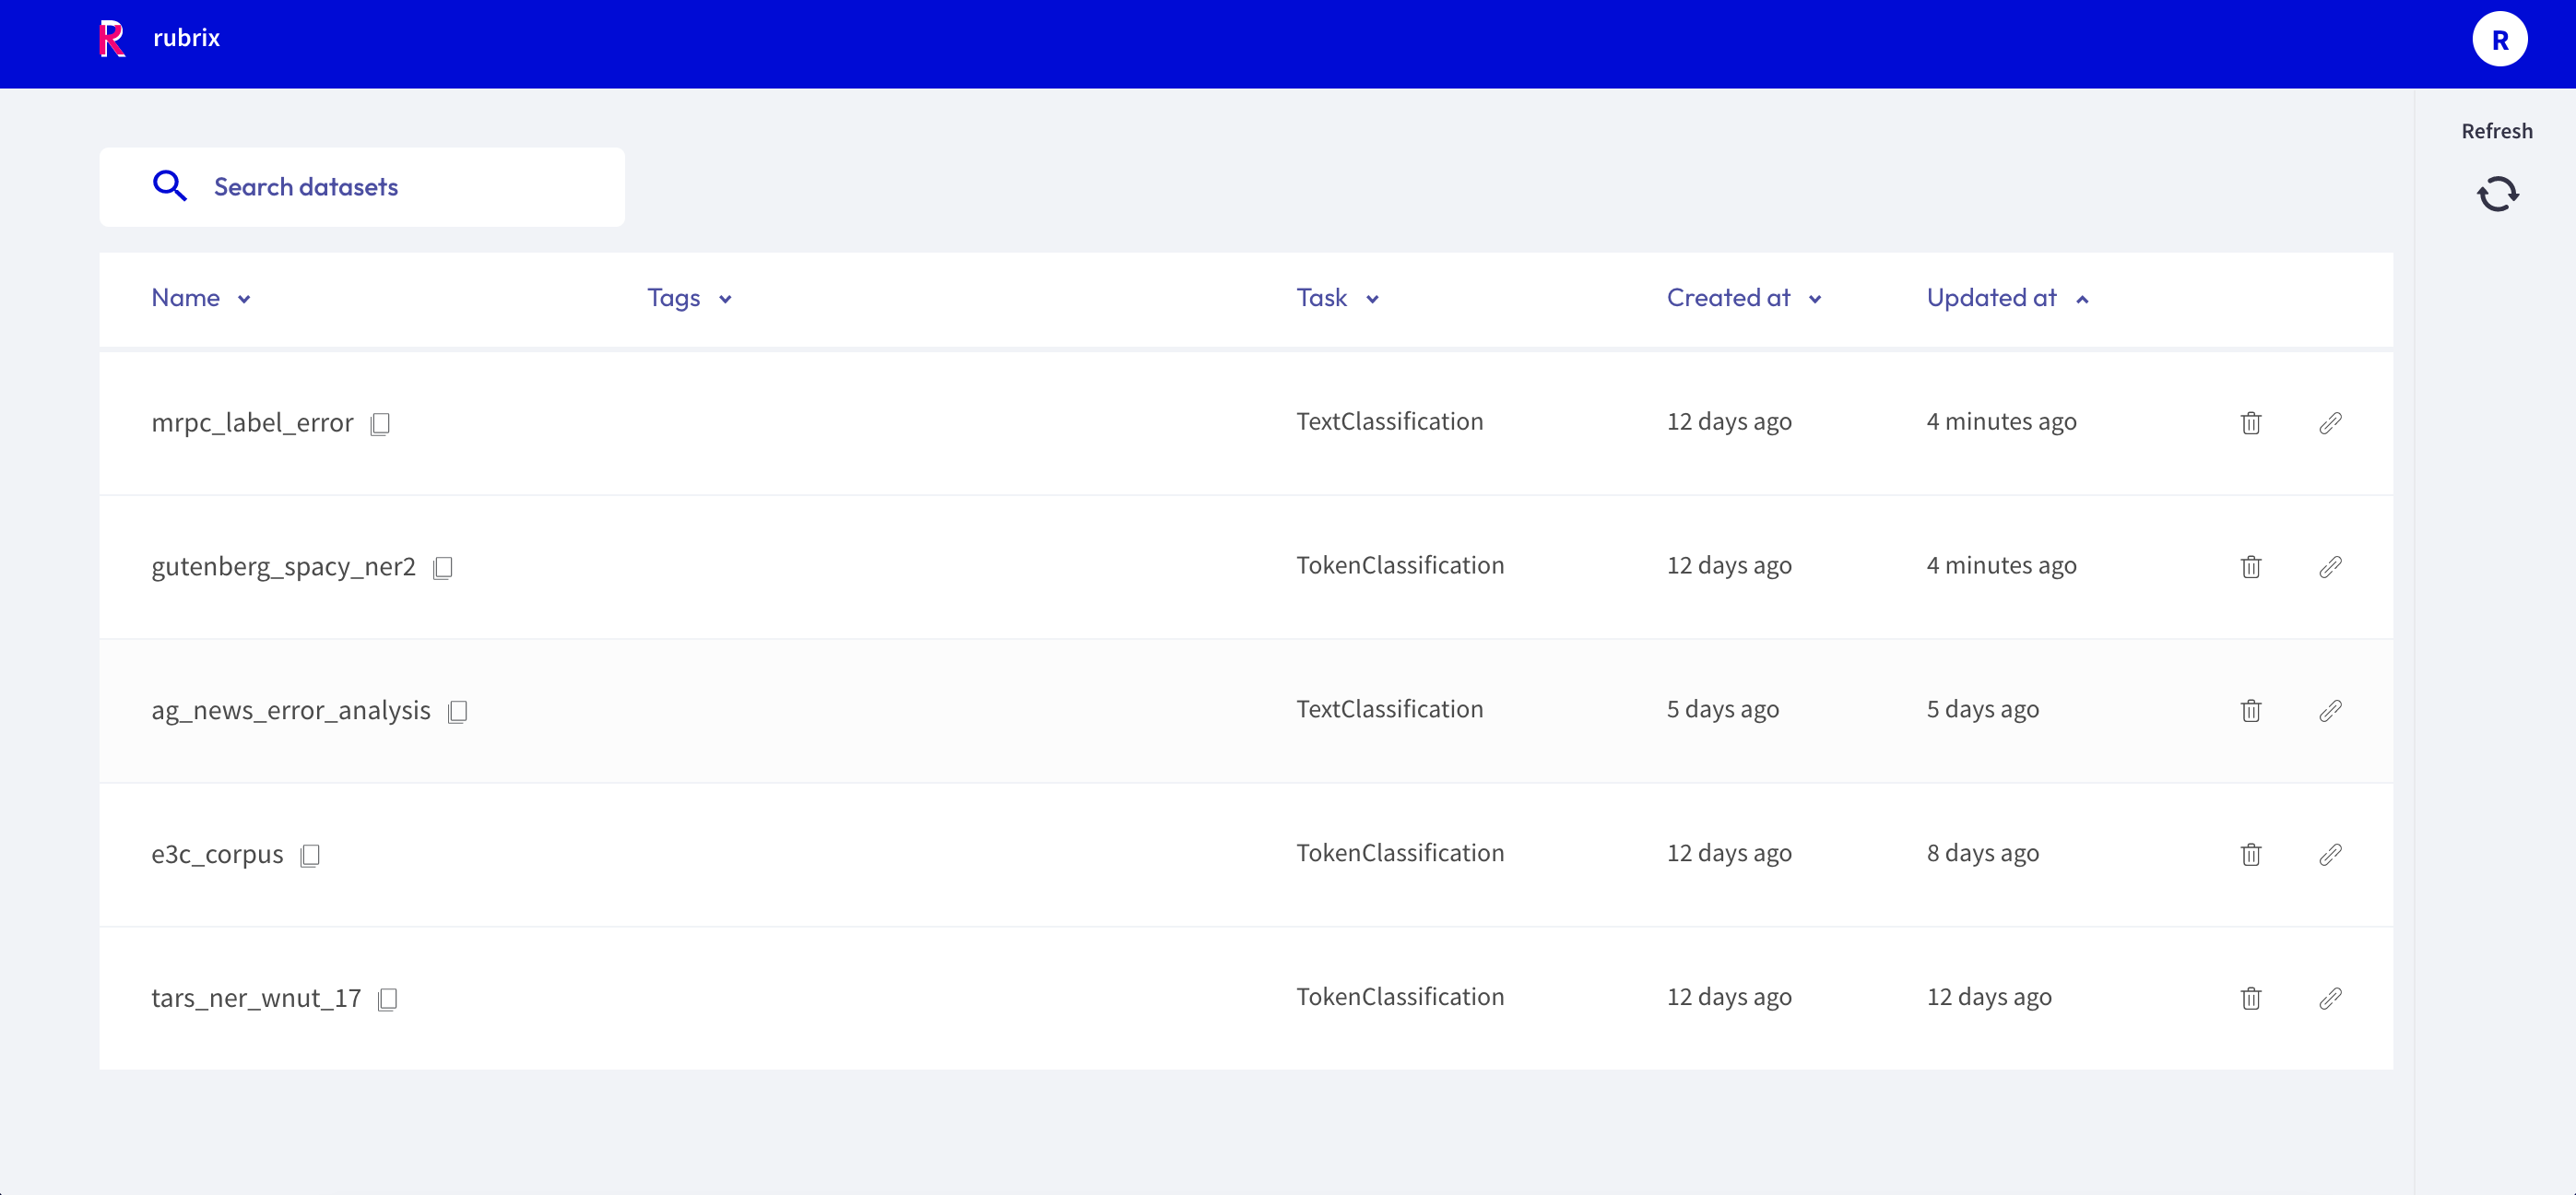 rubrix
R
Refresh
Search datasets
Name Tags Task Created at Updated at
mrpc_label_error TextClassification 12 days ago 4 minutes ago
gutenberg_spacy_ner2 TokenClassification 12 days ago 4 minutes ago
ag_news_error_analysis TextClassification 5 days ago 5 days ago
e3c_corpus TokenClassification 12 days ago 8 days ago
tars_ner_wnut_17 TokenClassification 12 days ago 12 days ago